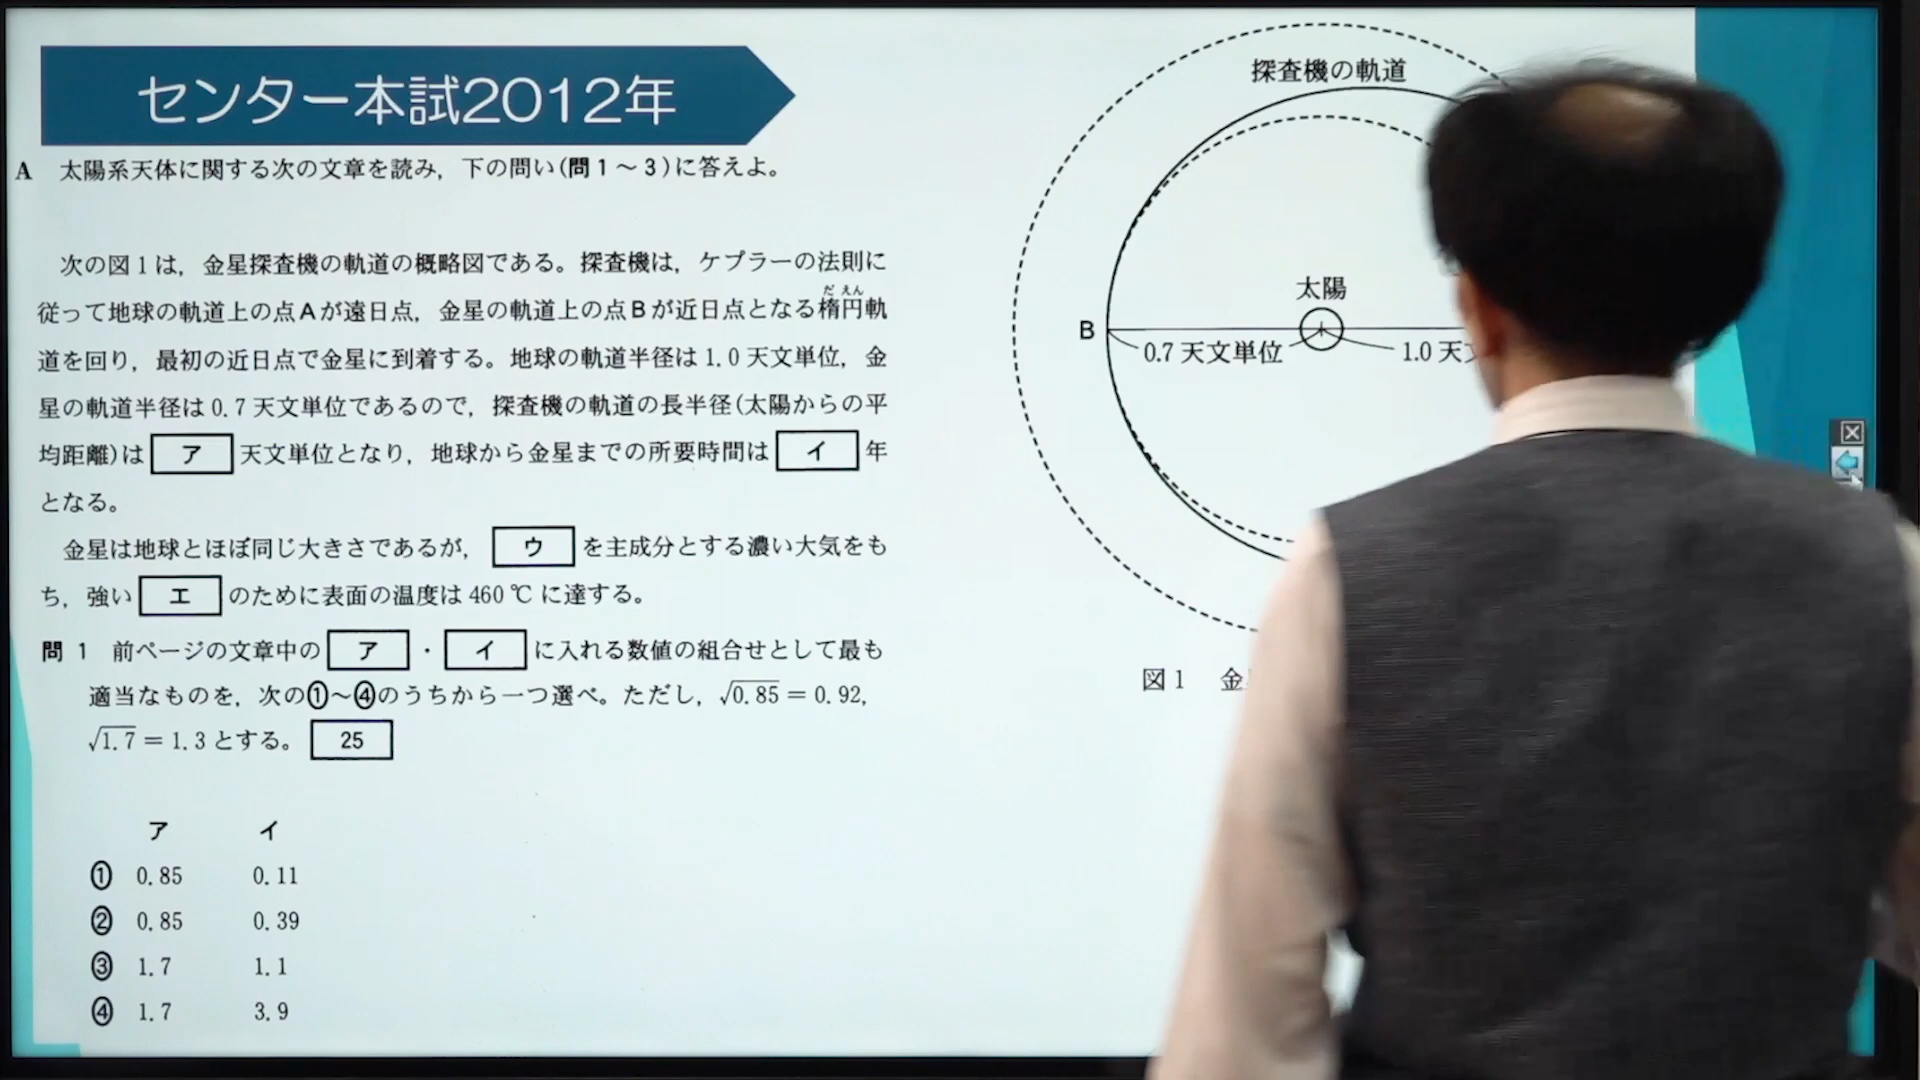 センター本試2012年
A 太陽系天体に関する次の文章を読み，下の問い(問1～3)に答えよ。
次の図1は，金星探査機の軌道の概略図である。探査機は，ケプラーの法則に
従って地球の軌道上の点Aが遠日点，金星の軌道上の点Bが近日点となる楕円軌
だ えん
道を回り，最初の近日点で金星に到着する。地球の軌道半径は1.0天文単位，金
星の軌道半径は0.7天文単位であるので，探査機の軌道の長半径(太陽からの平
均距離)は ア 天文単位となり，地球から金星までの所要時間は イ 年
となる。
金星は地球とほぼ同じ大きさであるが， ウ を主成分とする濃い大気をも
ち，強い エ のために表面の温度は460℃に達する。
問1 前ページの文章中の ア ・ イ に入れる数値の組合せとして最も
適当なものを，次の①～④のうちから一つ選べ。ただし，√0.85 = 0.92，
√1.7 = 1.3とする。 25
ア イ
① 0.85 0.11
② 0.85 0.39
③ 1.7 1.1
④ 1.7 3.9
探査機の軌道
太陽
B
0.7天文単位
1.0天
図1 金